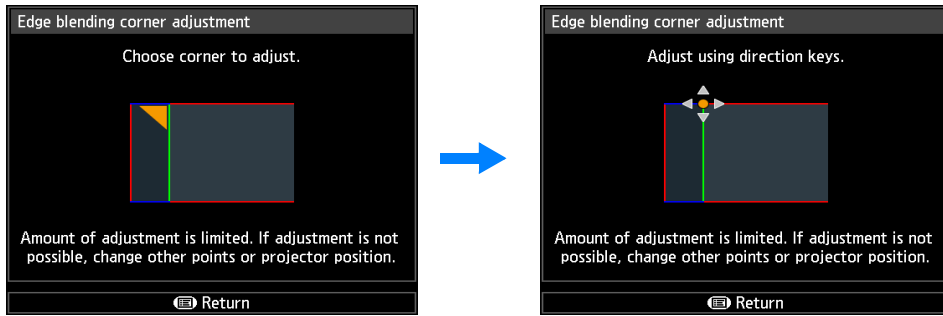 Edge blending corner adjustment
Choose corner to adjust.
Amount of adjustment is limited. If adjustment is not
possible, change other points or projector position.
Return
Edge blending corner adjustment
Adjust using direction keys.
Amount of adjustment is limited. If adjustment is not
possible, change other points or projector position.
Return